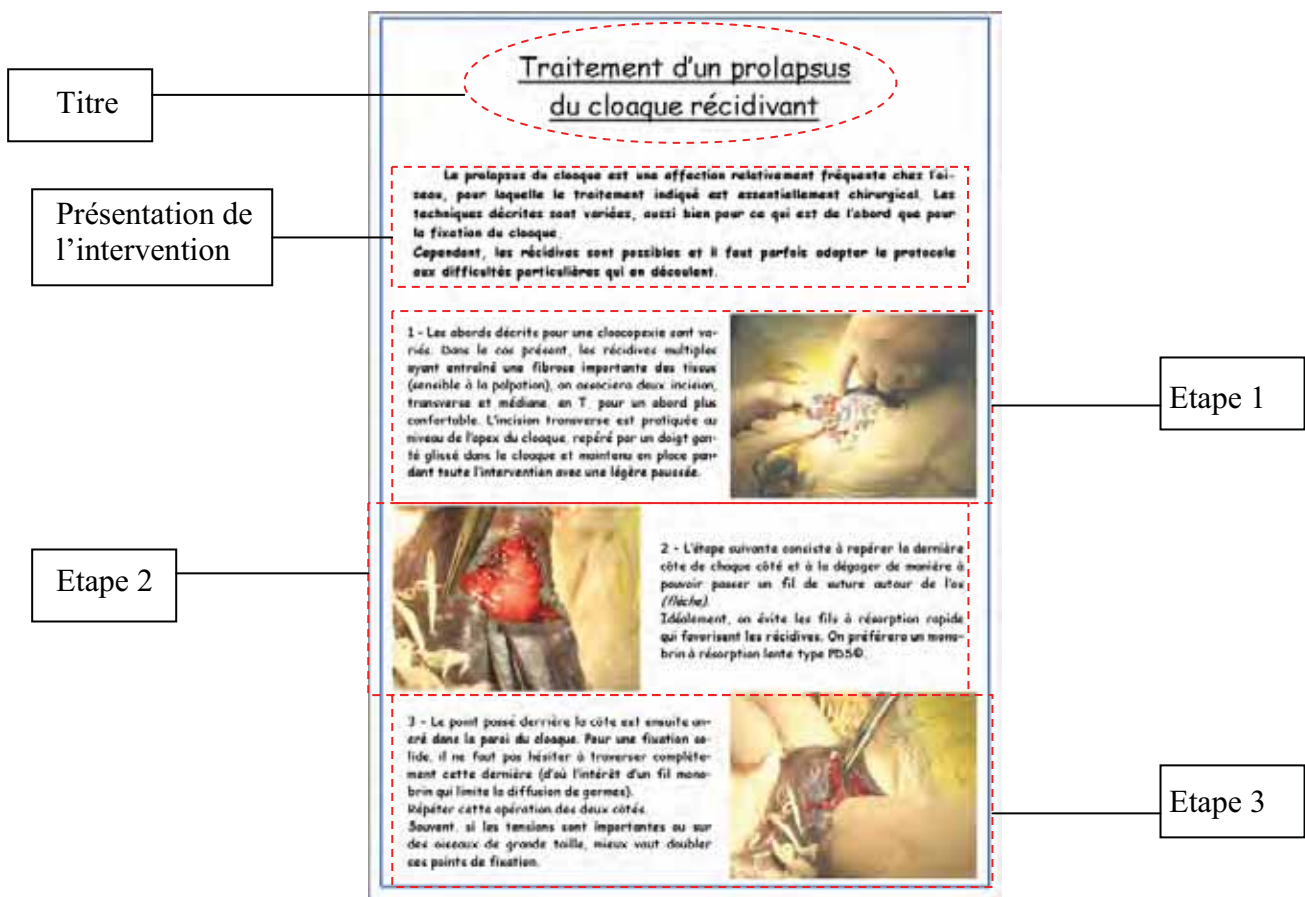 Titre
Traitement d'un prolapsus
du cloaque récidivant
Présentation de
l'intervention
Le prolapsus du cloaque est une affection relativement fréquente chez l'oi-
seau, pour laquelle le traitement indiqué est essentiellement chirurgical. Les
techniques décrites sont variées, aussi bien pour ce qui est de l'abord que pour
la fixation du cloaque.
Cependant, les récidives sont possibles et il faut parfois adapter le protocole
aux difficultés particulières qui en découlent.
Etape 1
1 - Les abords décrits pour une cloacopexie sont va-
riés. Dans le cas présent, les récidives multiples
ayant entraîné une fibrose importante des tissus
(sensible à la palpation), on associera deux incision,
transverse et médiane, en T, pour un abord plus
confortable. L'incision transverse est pratiquée au
niveau de l'apex du cloaque, repéré par un doigt gan-
té glissé dans le cloaque et maintenu en place pen-
dant toute l'intervention avec une légère poussée.
Etape 2
2 - L'étape suivante consiste à repérer la dernière
côte de chaque côté et à la dégager de manière à
pouvoir passer un fil de suture autour de l'os
(flèche).
Idéalement, on évite les fils à résorption rapide
qui favorisent les récidives. On préférera un mono-
brin à résorption lente type PDS©.
Etape 3
3 - Le point passé derrière la côte est ensuite an-
cré dans la paroi du cloaque. Pour une fixation so-
lide, il ne faut pas hésiter à traverser complète-
ment cette dernière (d'où l'intérêt d'un fil mono-
brin qui limite la diffusion de germes).
Répéter cette opération des deux côtés.
Souvent, si les tensions sont importantes ou sur
des oiseaux de grande taille, mieux vaut doubler
ces points de fixation.